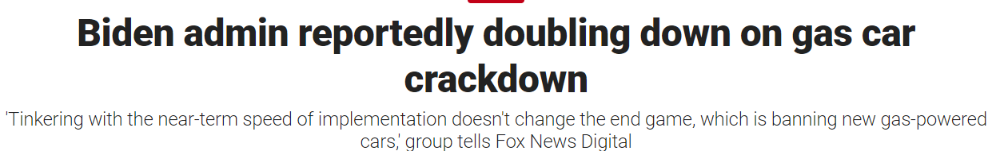 Biden admin reportedly doubling down on gas car
crackdown
'Tinkering with the near-term speed of implementation doesn't change the end game, which is banning new gas-powered
cars,' group tells Fox News Digital